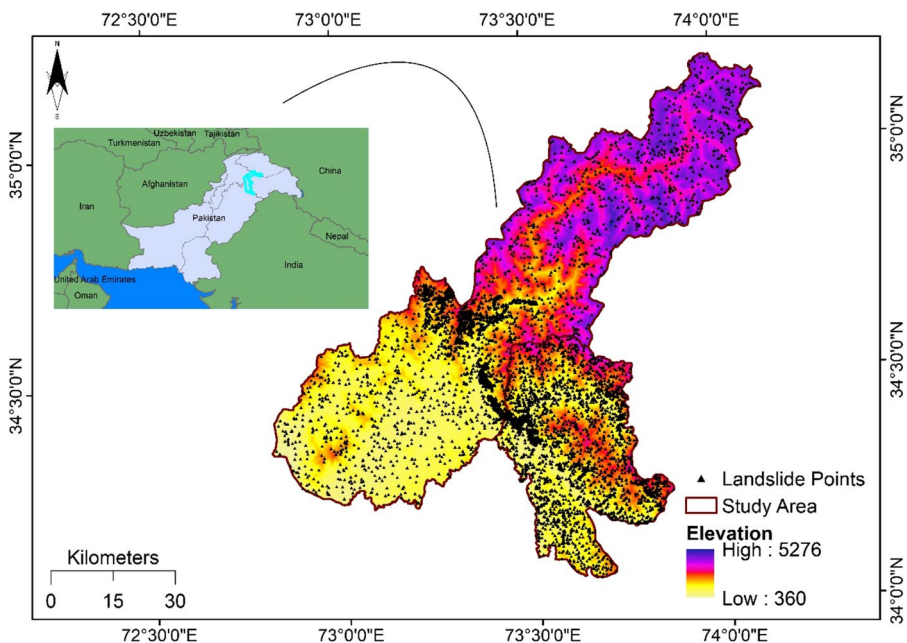 72°30'0"E
73°0'0"E
73°30'0"E
74°0'0"E
N
S
35°0'0"N
34°30'0"N
35°0'0"N
34°30'0"N
34°0'0"N
Uzbekistan
Tajikistan
Turkmenistan
China
Afghanistan
Iran
Pakistan
Nepal
India
United Arab Emirates
Oman
Landslide Points
Study Area
Elevation
High : 5276
Low : 360
Kilometers
0 15 30
72°30'0"E
73°0'0"E
73°30'0"E
74°0'0"E